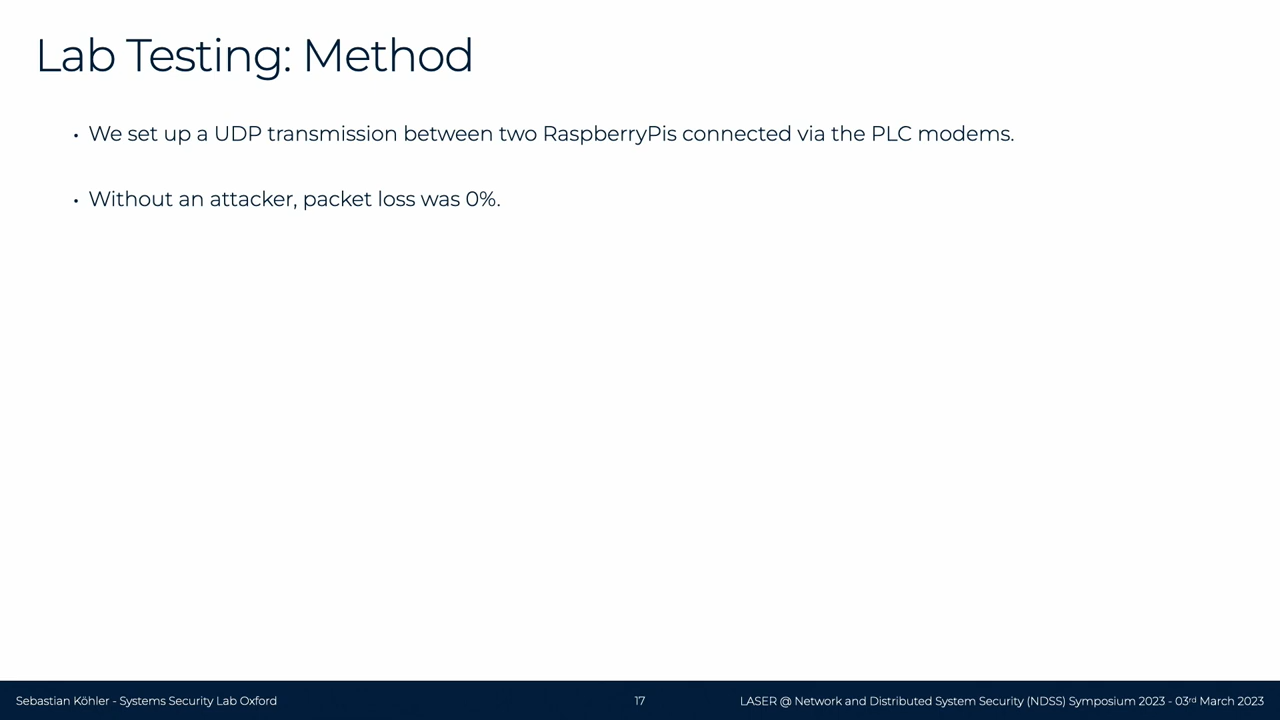 Lab Testing: Method
• We set up a UDP transmission between two RaspberryPis connected via the PLC modems.
• Without an attacker, packet loss was 0%.
Sebastian Köhler - Systems Security Lab Oxford
17
LASER @ Network and Distributed System Security (NDSS) Symposium 2023 - 03rd March 2023